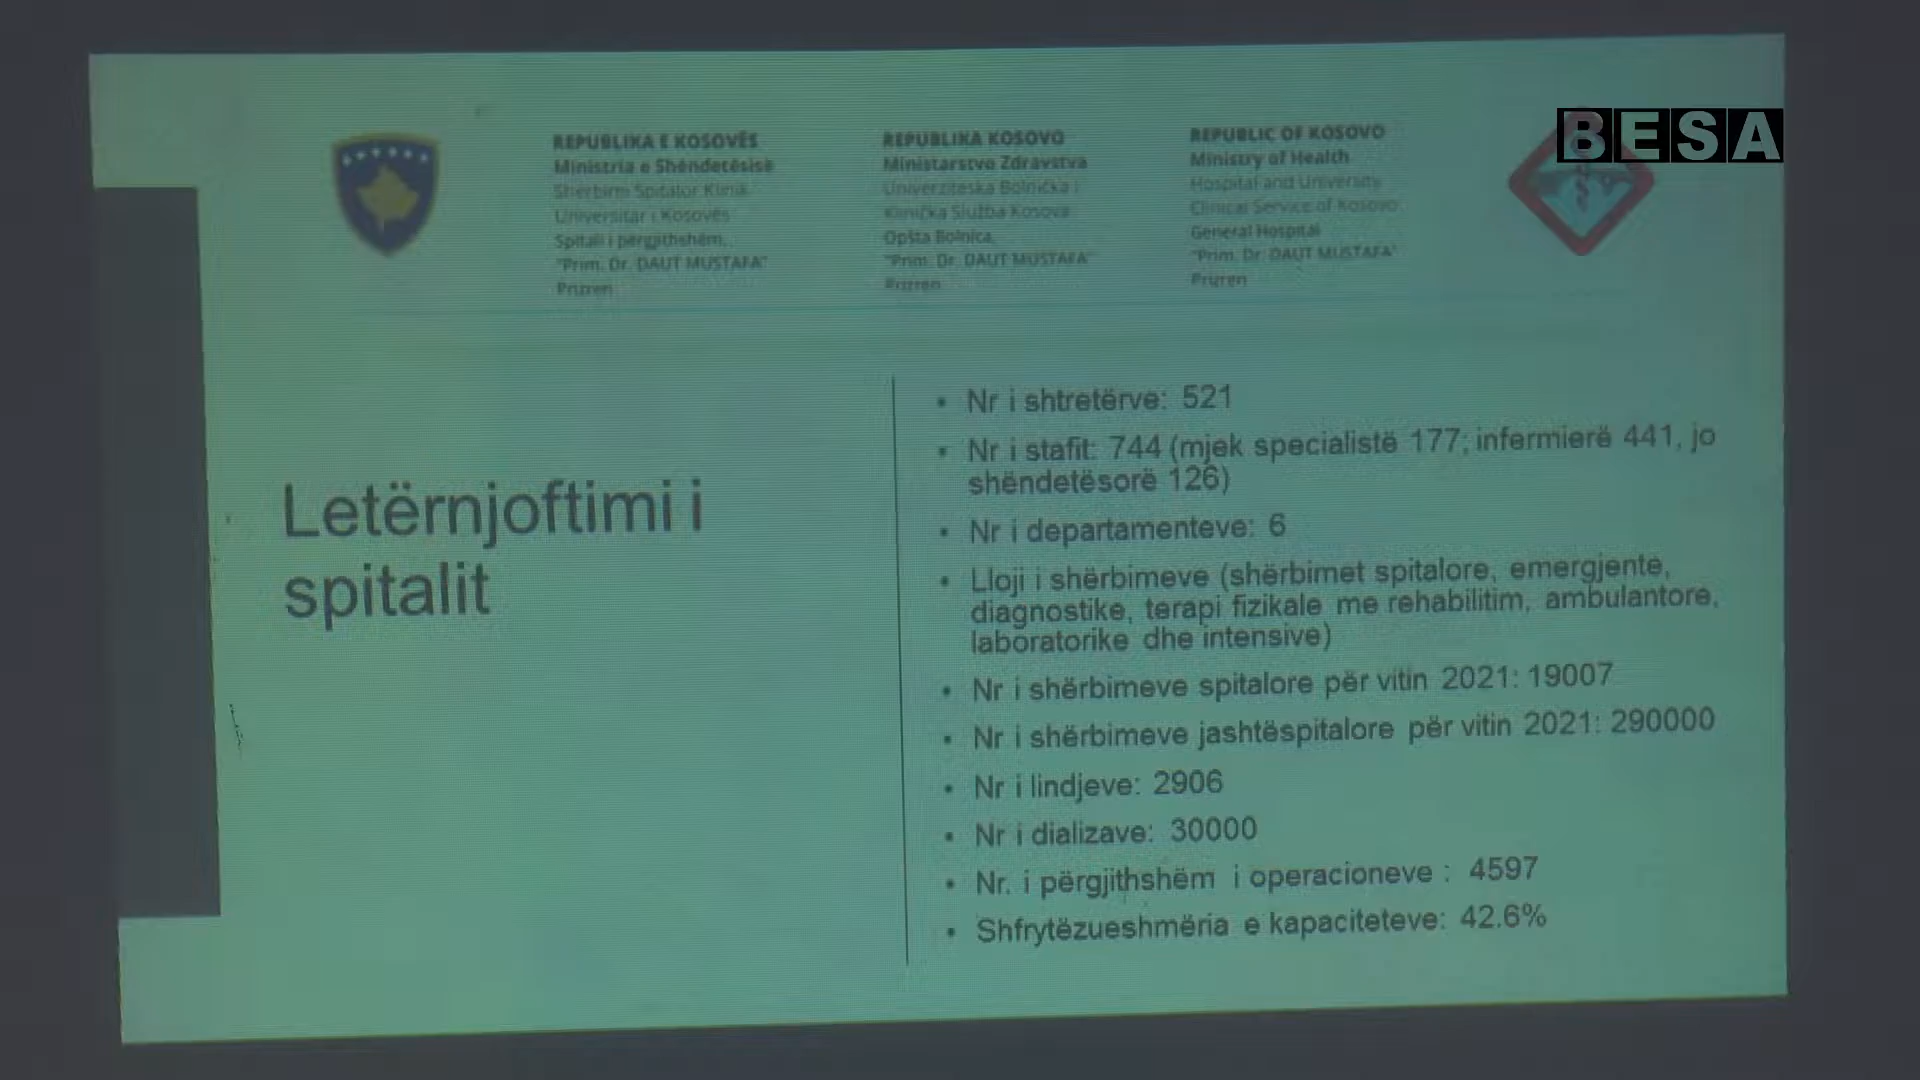 BESA
REPUBLIKA E KOSOVËS
Ministria e Shëndetësisë
Shërbimi Spitalor Klinik
Universitar i Kosovës
Spitali i përgjithshëm,
"Prim. Dr. DAUT MUSTAFA"
Prizren
REPUBLIKA KOSOVO
Ministarstvo Zdravstva
Univerziteska Bolnička i
Klinička Služba Kosova
Opšta Bolnica,
"Prim. Dr. DAUT MUSTAFA"
Prizren
REPUBLIC OF KOSOVO
Ministry of Health
Hospital and University
Clinical Service of Kosovo
General Hospital
"Prim. Dr. DAUT MUSTAFA"
Prizren
Letërnjoftimi i
spitalit
• Nr i shtretërve: 521
• Nr i stafit: 744 (mjek specialistë 177; infermierë 441, jo
shëndetësorë 126)
• Nr i departamenteve: 6
• Lloji i shërbimeve (shërbimet spitalore, emergjente,
diagnostike, terapi fizikale me rehabilitim, ambulantore,
laboratorike dhe intensive)
• Nr i shërbimeve spitalore për vitin 2021: 19007
• Nr i shërbimeve jashtëspitalore për vitin 2021: 290000
• Nr i lindjeve: 2906
• Nr i dializave: 30000
• Nr. i përgjithshëm i operacioneve : 4597
• Shfrytëzueshmëria e kapaciteteve: 42.6%